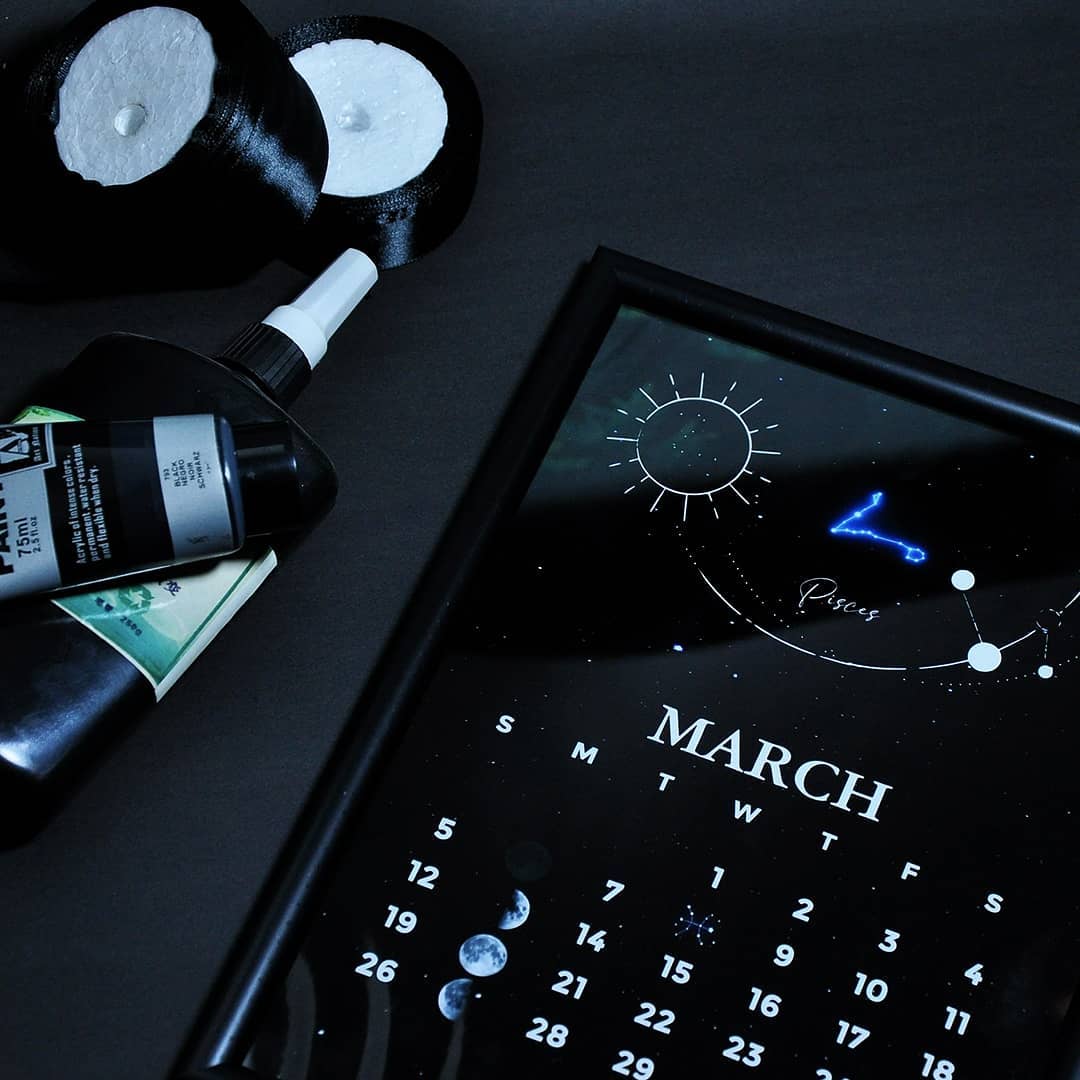 PAINT
75ml
2.5 fl.oz
Acrylic of intense colors,
permanent, water resistant
and flexible when dry.
793
BLACK
NEGRO
NOIR
SCHWARZ
250g
Pisces
MARCH
S M T W T F S
1 2 3 4
5 7 9 10 11
12 14 15 16 17 18
19 21 22 23
26 28 29